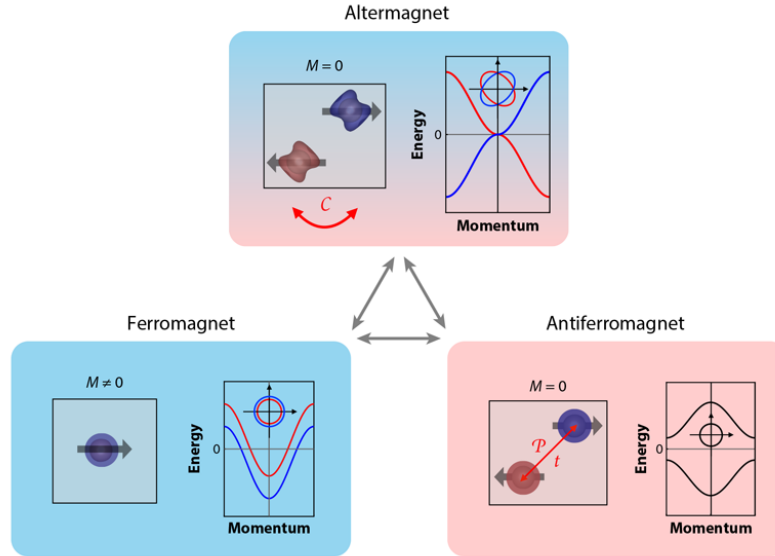 Altermagnet
M = 0
Energy
0
C
Momentum
Ferromagnet
M ≠ 0
Energy
0
Momentum
Antiferromagnet
M = 0
P
t
Energy
0
Momentum